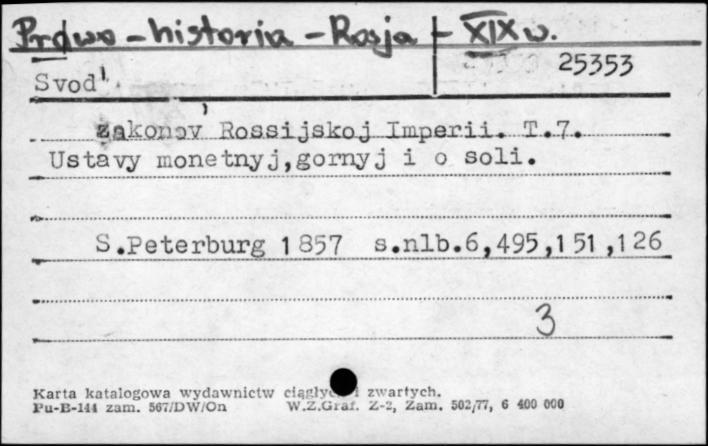 Prawo - historia - Rosja - XIX w.
25353
Svod'
zakonov' Rossijskoj Imperii. T.7.
Ustavy monetnyj,gornyj i o soli.
S.Peterburg 1857 s.nlb.6,495,151,126
3
Karta katalogowa wydawnictw ciągłych i zwartych.
Pu-B-144 zam. 567/DW/On W.Z.Graf. Z-2, Zam. 502/77, 6 400 000